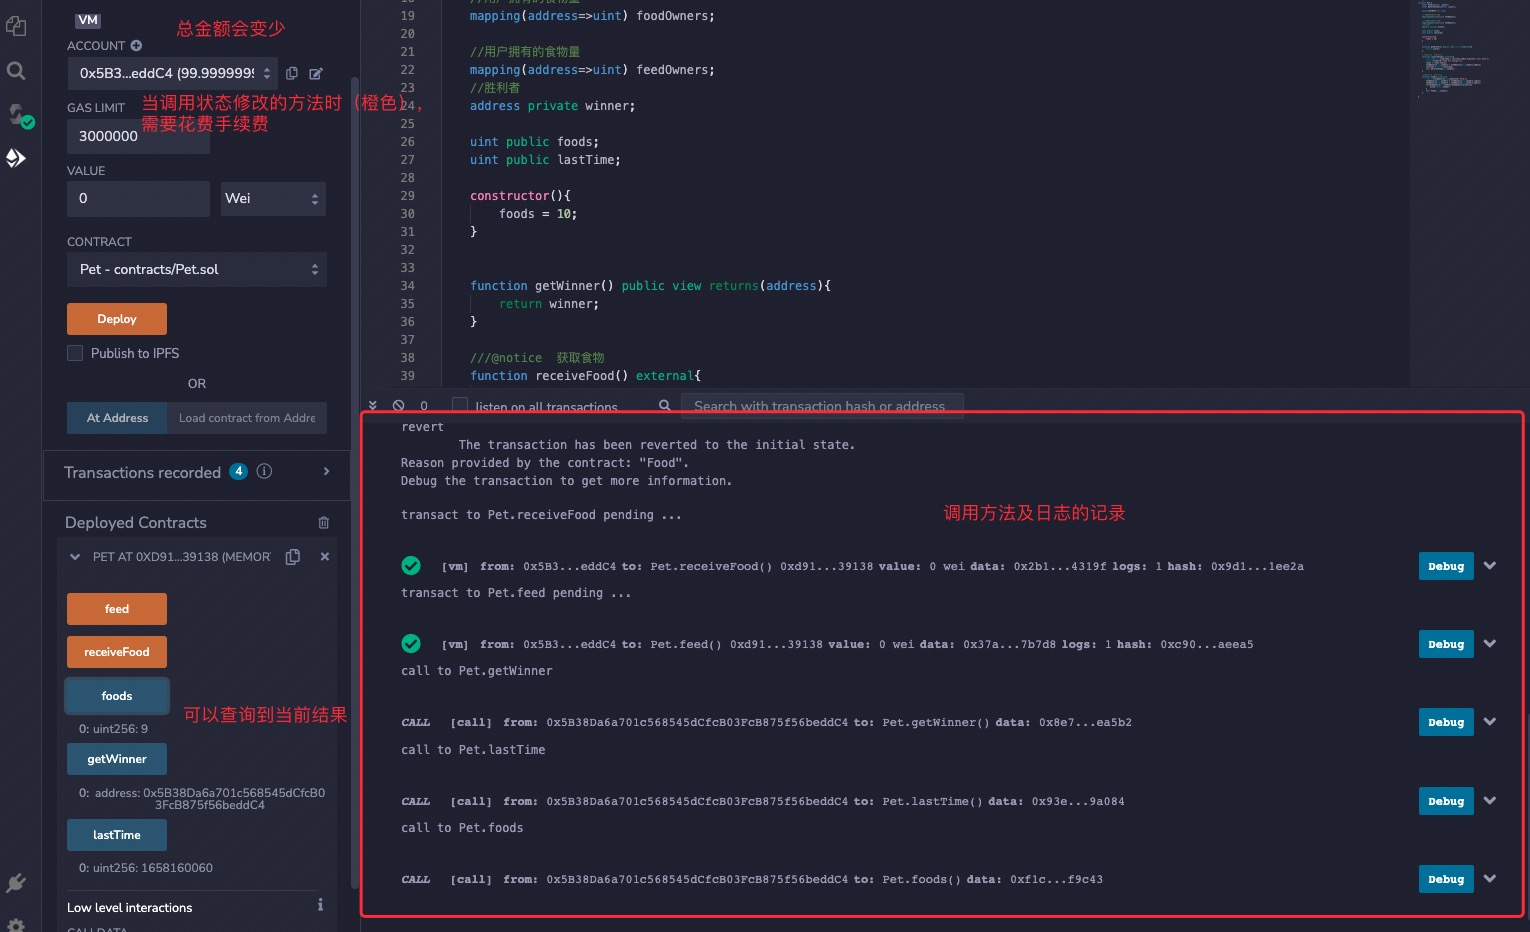 VM
总金额会变少
ACCOUNT
0x5B3...eddC4 (99.9999999
GAS LIMIT
当调用状态修改的方法时（橙色），
需要花费手续费
3000000
VALUE
0
Wei
CONTRACT
Pet - contracts/Pet.sol
Deploy
Publish to IPFS
OR
At Address
Load contract from Addre
Transactions recorded 4 i
Deployed Contracts
PET AT 0XD91...39138 (MEMOR
feed
receiveFood
foods
可以查询到当前结果
0: uint256: 9
getWinner
0: address: 0x5B38Da6a701c568545dCfcB0
3FcB875f56beddC4
lastTime
0: uint256: 1658160060
Low level interactions
i
19 mapping(address=>uint) foodOwners;
20
21 //用户拥有的食物量
22 mapping(address=>uint) feedOwners;
23 //胜利者
24 address private winner;
25
26 uint public foods;
27 uint public lastTime;
28
29 constructor(){
30 foods = 10;
31 }
32
33
34 function getWinner() public view returns(address){
35 return winner;
36 }
37
38 ///@notice 获取食物
39 function receiveFood() external{
0 listen on all transactions Search with transaction hash or address
revert
The transaction has been reverted to the initial state.
Reason provided by the contract: "Food".
Debug the transaction to get more information.
transact to Pet.receiveFood pending ...
调用方法及日志的记录
[vm] from: 0x5B3...eddC4 to: Pet.receiveFood() 0xd91...39138 value: 0 wei data: 0x2b1...4319f logs: 1 hash: 0x9d1...1ee2a Debug
transact to Pet.feed pending ...
[vm] from: 0x5B3...eddC4 to: Pet.feed() 0xd91...39138 value: 0 wei data: 0x37a...7b7d8 logs: 1 hash: 0xc90...aeea5 Debug
call to Pet.getWinner
CALL [call] from: 0x5B38Da6a701c568545dCfcB03FcB875f56beddC4 to: Pet.getWinner() data: 0x8e7...ea5b2 Debug
call to Pet.lastTime
CALL [call] from: 0x5B38Da6a701c568545dCfcB03FcB875f56beddC4 to: Pet.lastTime() data: 0x93e...9a084 Debug
call to Pet.foods
CALL [call] from: 0x5B38Da6a701c568545dCfcB03FcB875f56beddC4 to: Pet.foods() data: 0xf1c...f9c43 Debug